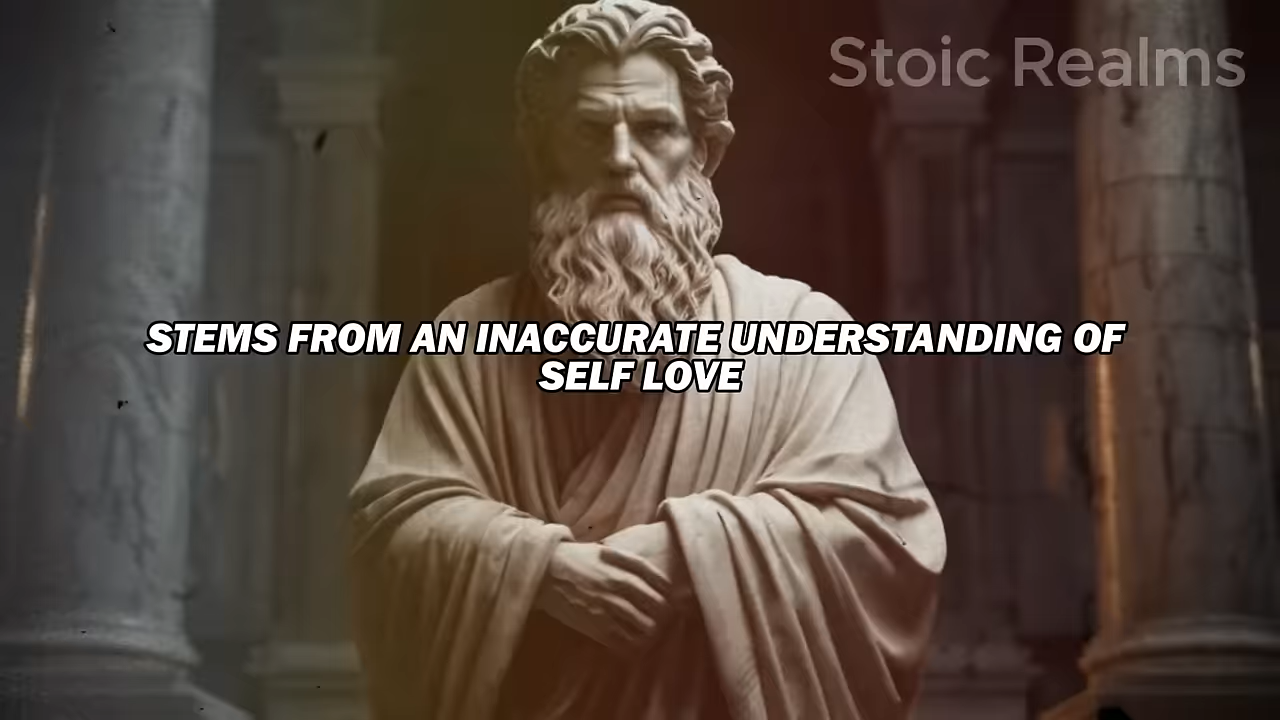 Stoic Realms
STEMS FROM AN INACCURATE UNDERSTANDING OF
SELF LOVE